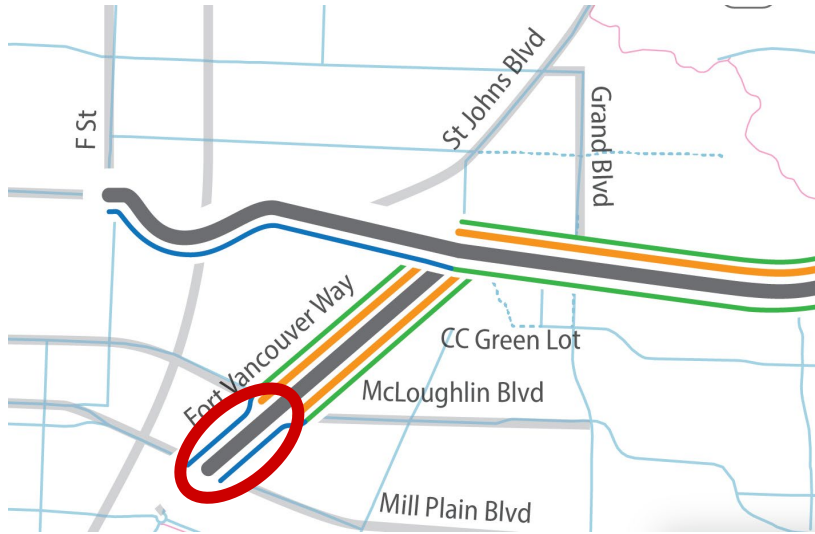 St Johns Blvd
F St
Grand Blvd
Fort Vancouver Way
CC Green Lot
McLoughlin Blvd
Mill Plain Blvd